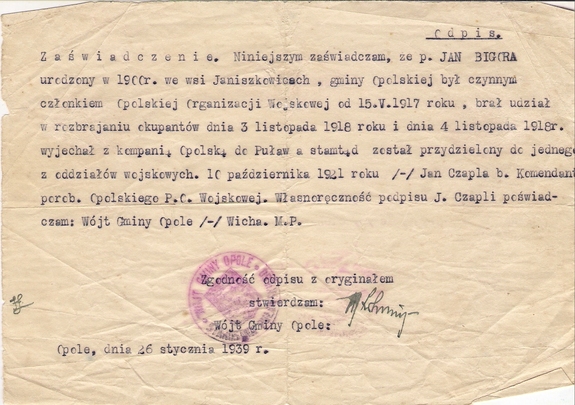 Odpis.
Zaświadczenie. Niniejszym zaświadczam, że p. JAN BIGORA
urodzony w 1900r. we wsi Janiszkowicach, gminy Opolskiej był czynnym
członkiem Opolskiej Organizacji Wojskowej od 15.V.1917 roku, brał udział
w rozbrajaniu okupantów dnia 3 listopada 1918 roku i dnia 4 listopada 1918r.
wyjechał z kompanią Opolską do Puław a stamtąd został przydzielony do jednego
z oddziałów wojskowych. 10 października 1921 roku /-/ Jan Czapla b. Komendant
porob. Opolskiego P.O. Wojskowej. Własnoręczność podpisu J. Czapli poświad-
czam: Wójt Gminy Opole /-/ Wicha. M.P.
Zgodność odpisu z oryginałem
stwierdzam:
Wójt Gminy Opole:
Opole, dnia 26 stycznia 1939 r.